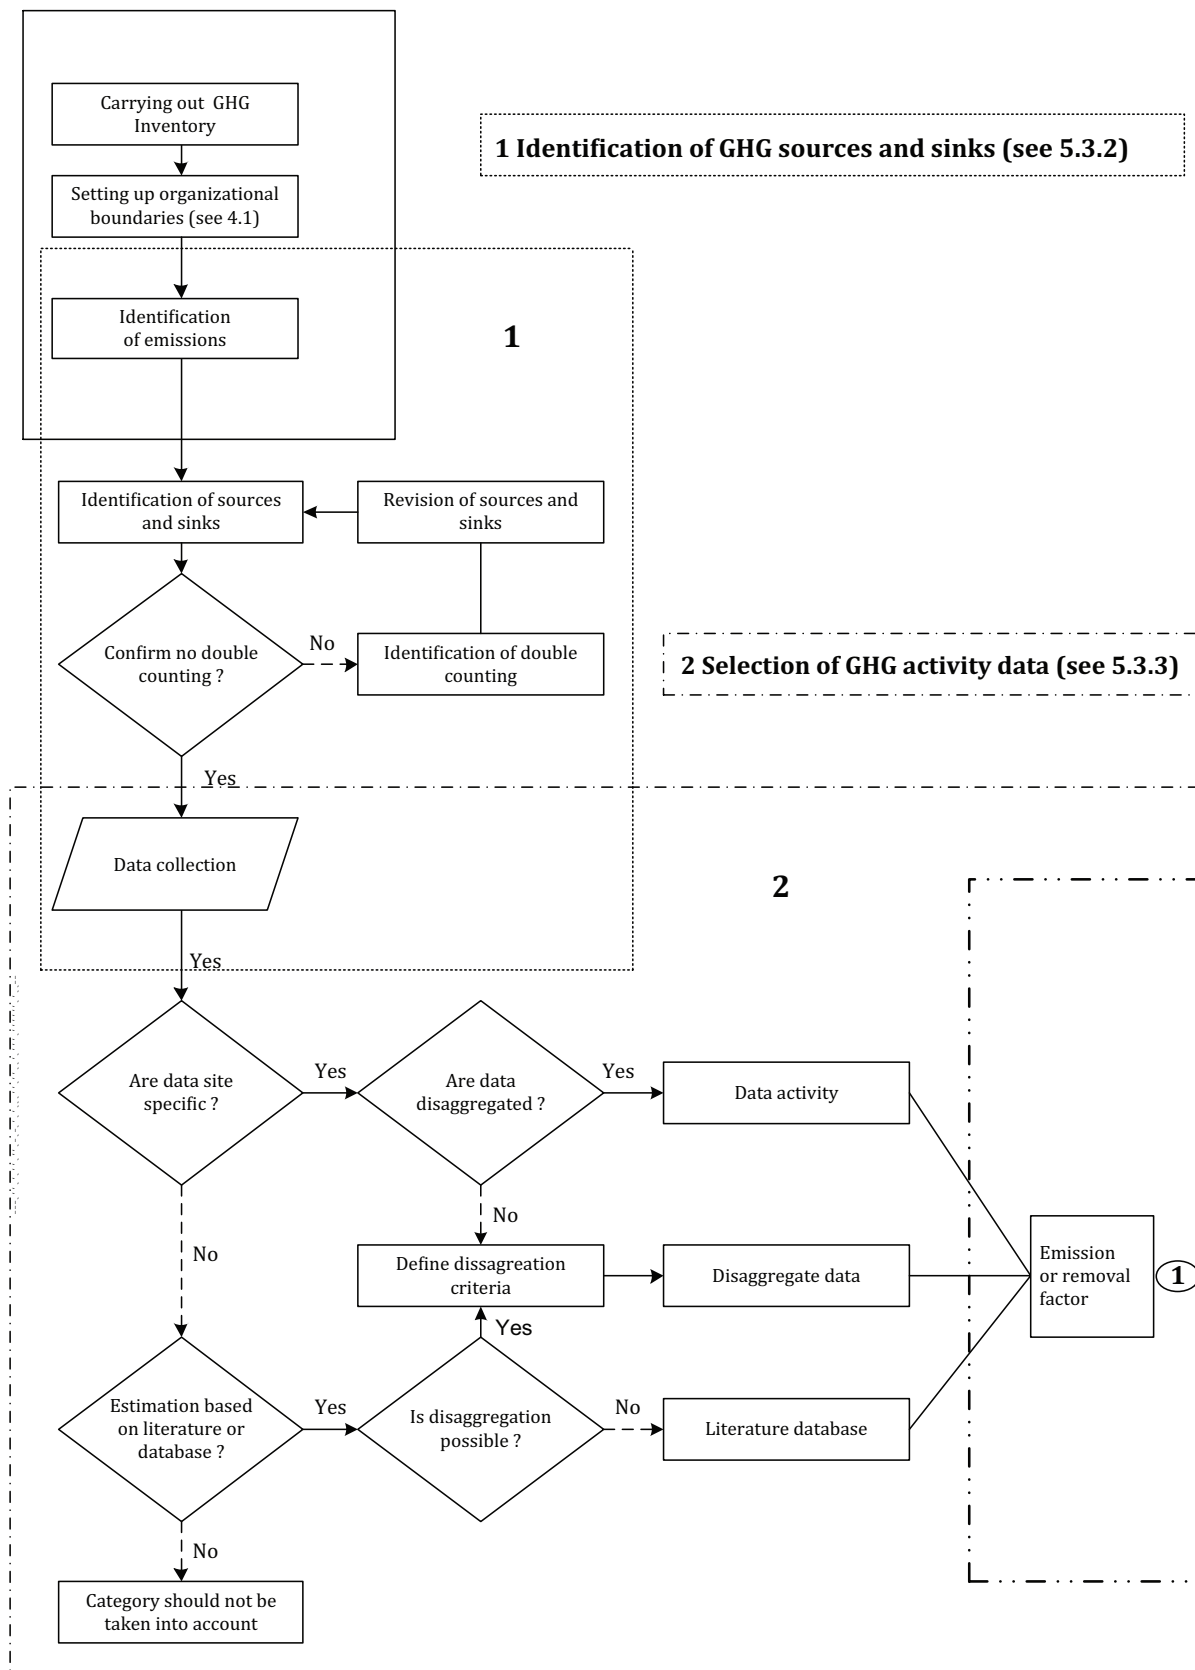 Carrying out GHG
Inventory
1 Identification of GHG sources and sinks (see 5.3.2)
Setting up organizational
boundaries (see 4.1)
Identification
of emissions
1
Identification of sources
and sinks
Revision of sources and
sinks
Confirm no double
counting ?
No
Identification of double
counting
2 Selection of GHG activity data (see 5.3.3)
Yes
Data collection
2
Yes
Are data site
specific ?
Yes
Are data
disaggregated ?
Yes
Data activity
No
No
Define dissagreation
criteria
Disaggregate data
Emission
or removal
factor
1
Yes
Estimation based
on literature or
database ?
Yes
Is disaggregation
possible ?
No
Literature database
No
Category should not be
taken into account